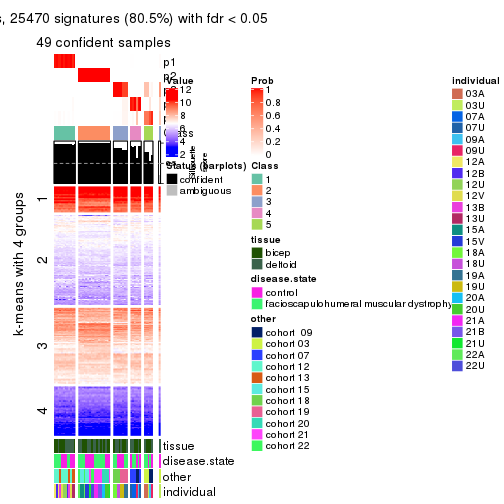 s, 25470 signatures (80.5%) with fdr < 0.05
49 confident samples
p1
p2
Value
12
10
8
6
4
2
Prob
1
0.8
0.6
0.4
0.2
0
Status (barplots)
confident
ambiguous
Class
1
2
3
4
5
tissue
bicep
deltoid
disease.state
control
facioscapulohumeral muscular dystrophy
other
cohort 09
cohort 03
cohort 07
cohort 12
cohort 13
cohort 15
cohort 18
cohort 19
cohort 20
cohort 21
cohort 22
individual
03A
03U
07A
07U
09A
09U
12A
12B
12U
12V
13B
13U
15A
15V
18A
18U
19A
19U
20A
20U
21A
21B
21U
22A
22U
k-means with 4 groups
1
2
3
4
tissue
disease.state
other
individual